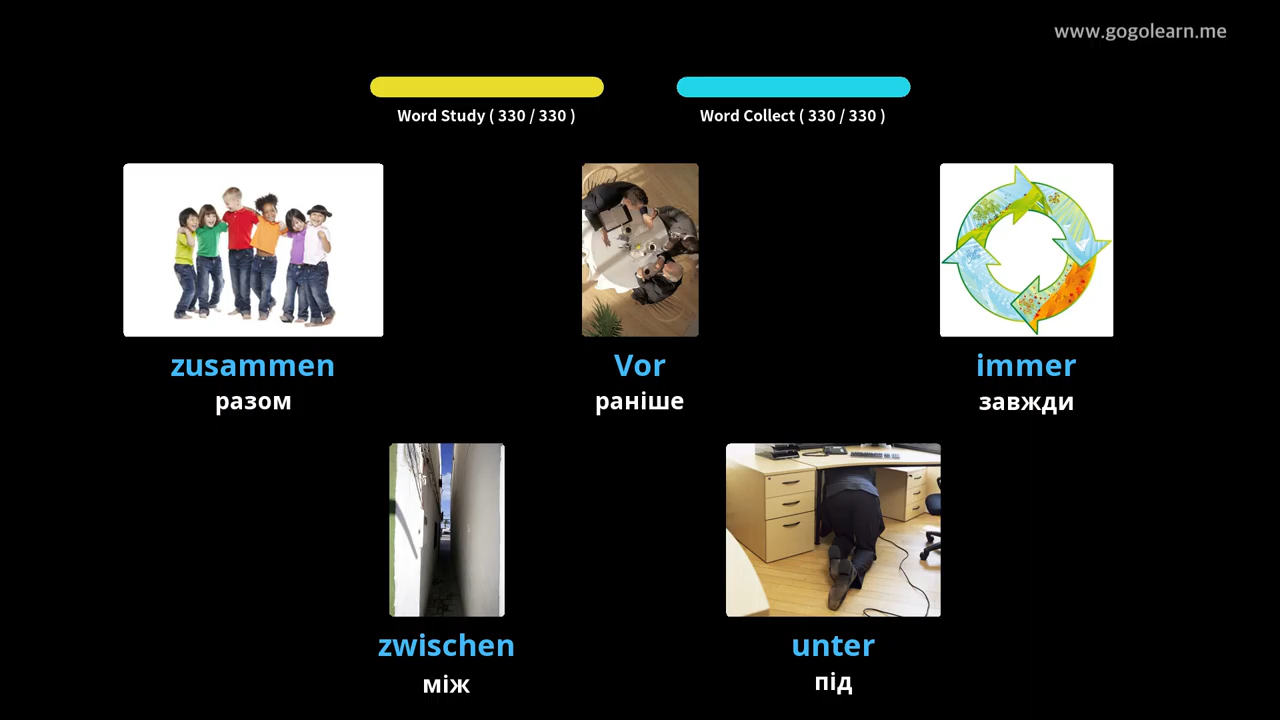 www.gogolearn.me
Word Study ( 330 / 330 )
Word Collect ( 330 / 330 )
zusammen
разом
Vor
раніше
immer
завжди
zwischen
між
unter
під